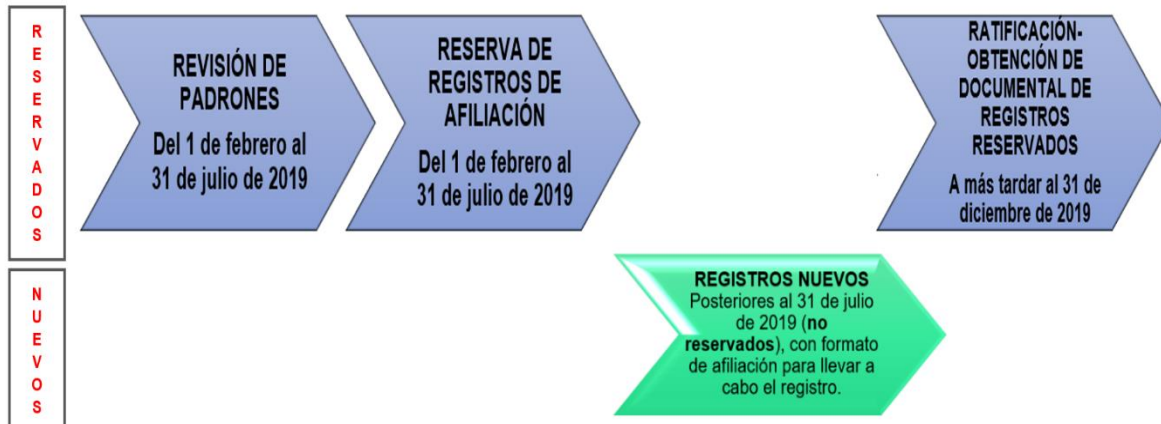 RESERVADOS
REVISIÓN DE
PADRONES
Del 1 de febrero al
31 de julio de 2019
RESERVA DE
REGISTROS DE
AFILIACIÓN
Del 1 de febrero al
31 de julio de 2019
RATIFICACIÓN-
OBTENCIÓN DE
DOCUMENTAL DE
REGISTROS
RESERVADOS
A más tardar al 31 de
diciembre de 2019
NUEVOS
REGISTROS NUEVOS
Posteriores al 31 de julio
de 2019 (no
reservados), con formato
de afiliación para llevar a
cabo el registro.